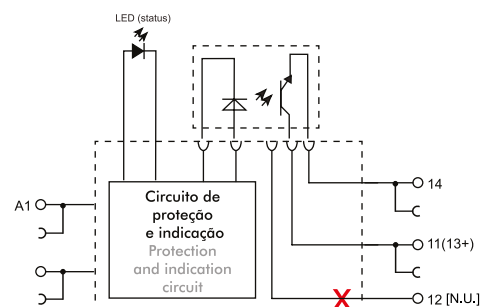 LED (status)
Circuito de
proteção
e indicação
Protection
and indication
circuit
A1
14
11(13+)
12 [N.U.]